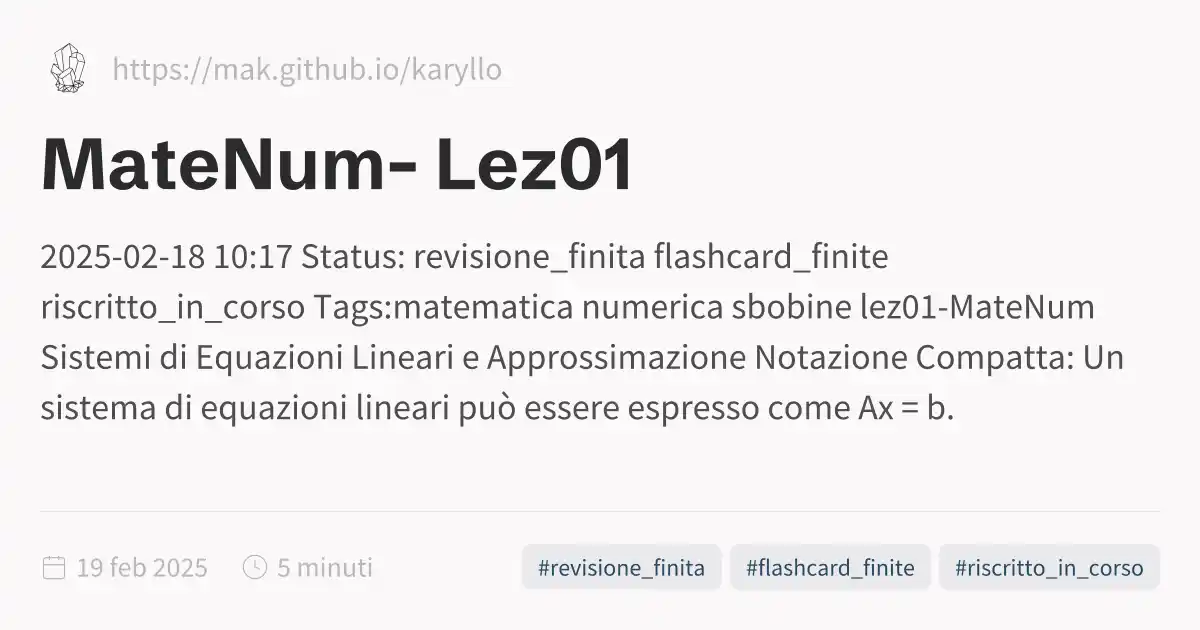 https://mak.github.io/karyllo
MateNum- Lez01
2025-02-18 10:17 Status: revisione_finita flashcard_finite
riscritto_in_corso Tags:matematica numerica sbobine lez01-MateNum
Sistemi di Equazioni Lineari e Approssimazione Notazione Compatta: Un
sistema di equazioni lineari può essere espresso come Ax = b.
19 feb 2025 5 minuti #revisione_finita #flashcard_finite #riscritto_in_corso